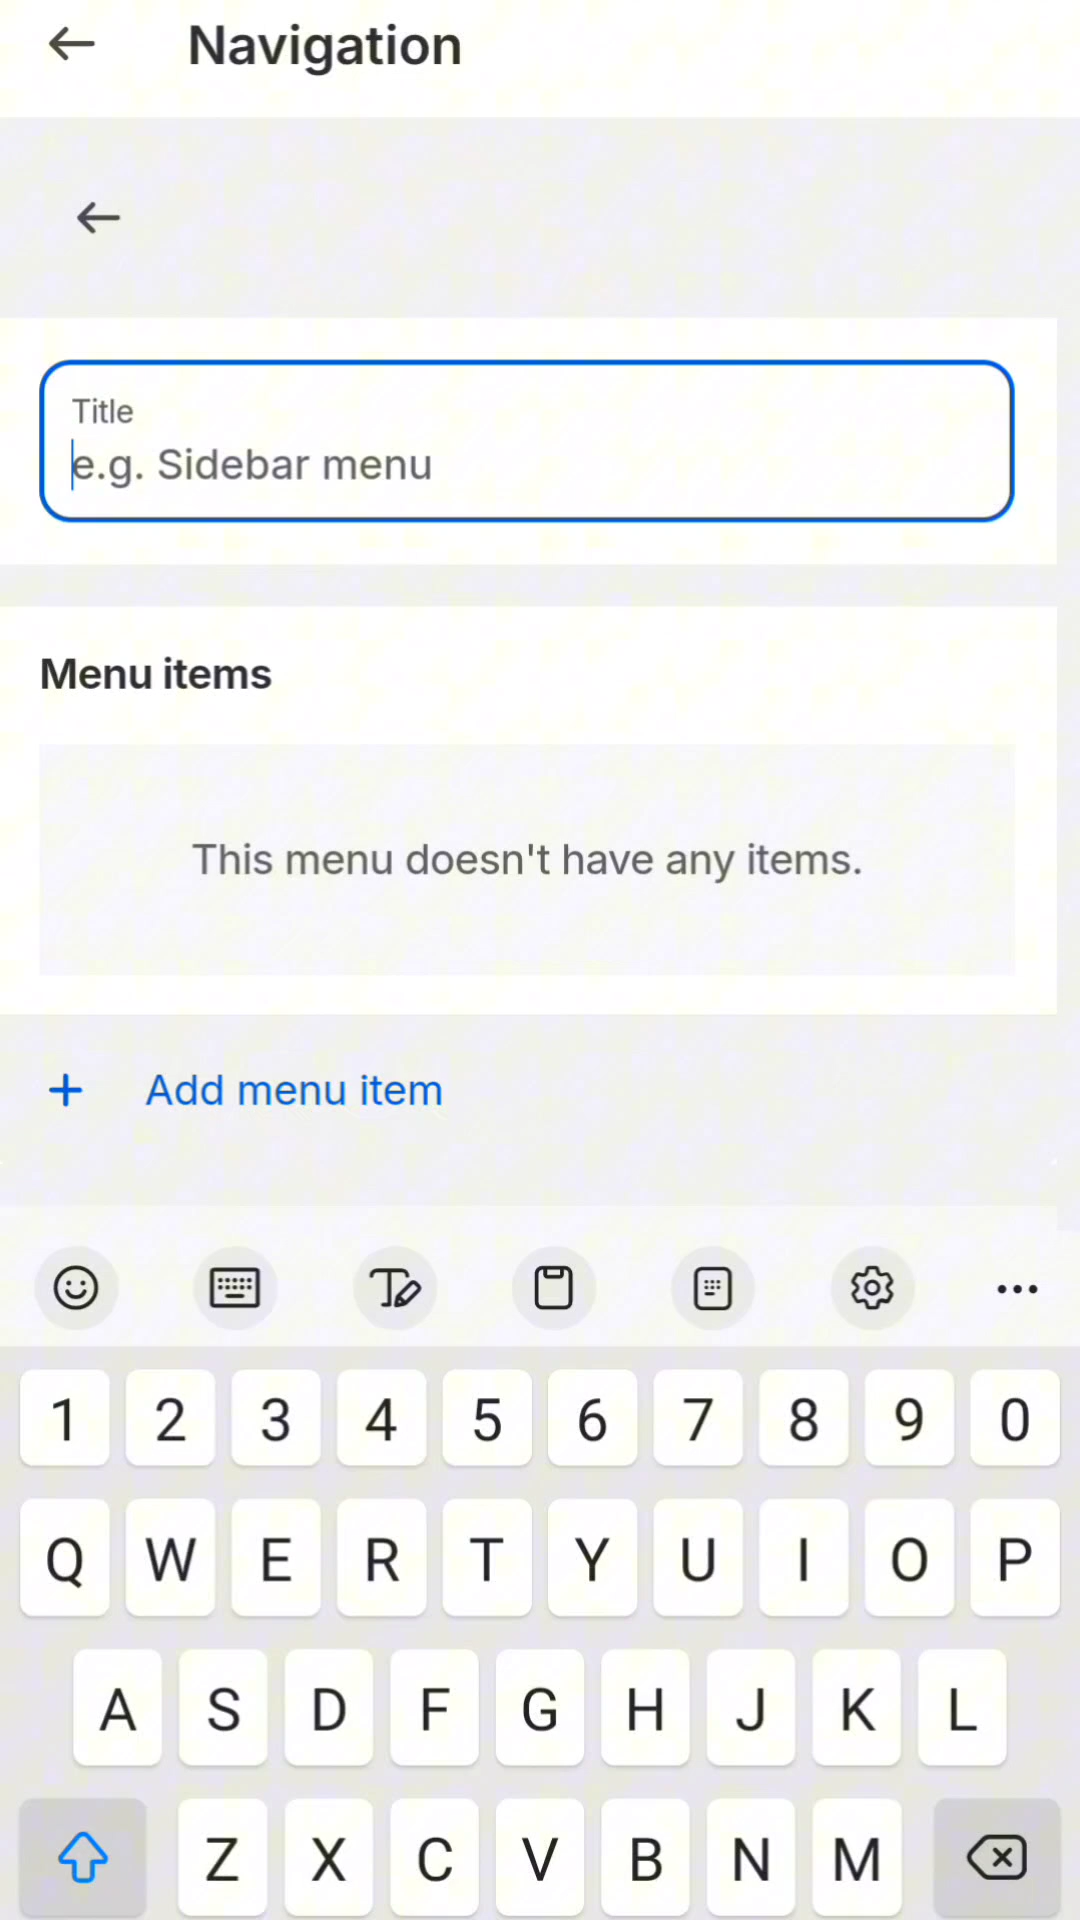 Navigation
Title
e.g. Sidebar menu
Menu items
This menu doesn't have any items.
+ Add menu item
1 2 3 4 5 6 7 8 9 0
Q W E R T Y U I O P
A S D F G H J K L
Z X C V B N M